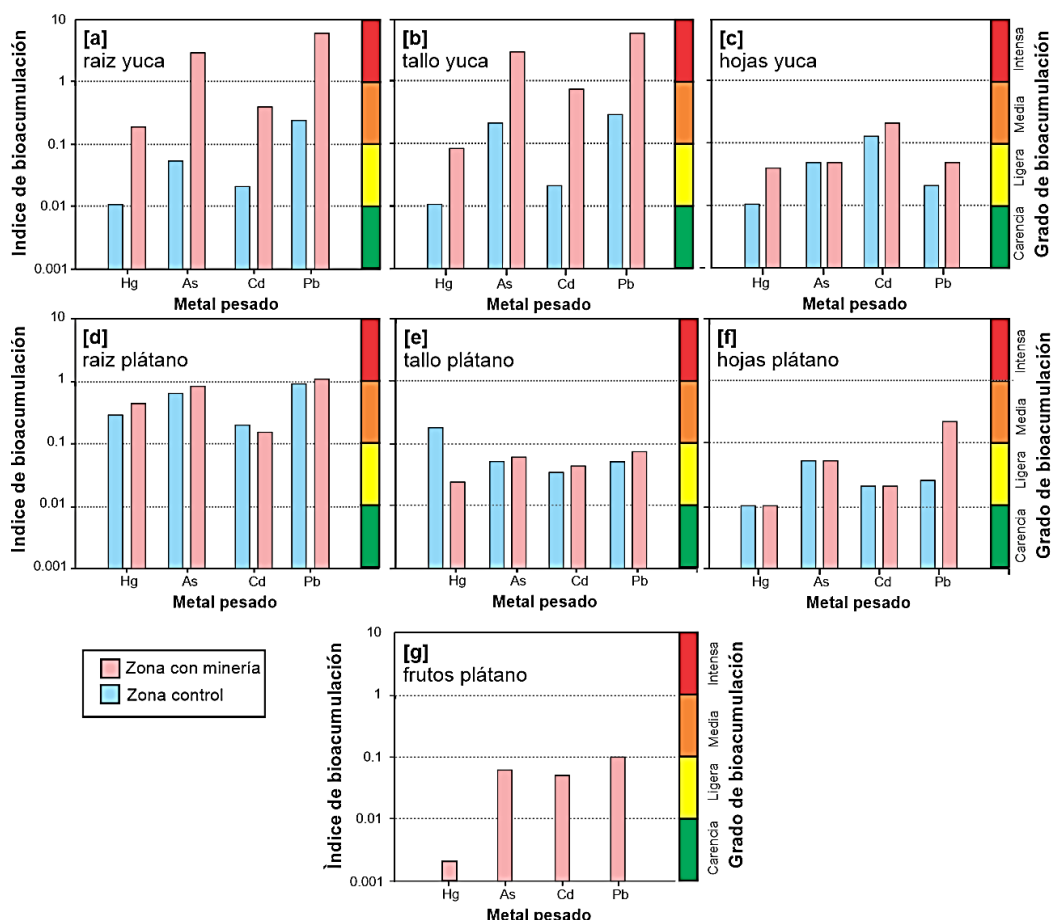 [a]
raiz yuca
Indice de bioacumulación
10
1
0.1
0.01
0.001
Hg As Cd Pb
Metal pesado
[b]
tallo yuca
Hg As Cd Pb
Metal pesado
[c]
hojas yuca
Hg As Cd Pb
Metal pesado
Intensa
Media
Ligera
Carencia
Grado de bioacumulación
[d]
raiz plátano
Indice de bioacumulación
10
1
0.1
0.01
0.001
Hg As Cd Pb
Metal pesado
[e]
tallo plátano
Hg As Cd Pb
Metal pesado
[f]
hojas plátano
Hg As Cd Pb
Metal pesado
Intensa
Media
Ligera
Carencia
Grado de bioacumulación
Zona con minería
Zona control
[g]
frutos plátano
Ìndice de bioacumulación
10
1
0.1
0.01
0.001
Hg As Cd Pb
Metal pesado
Intensa
Media
Ligera
Carencia
Grado de bioacumulación